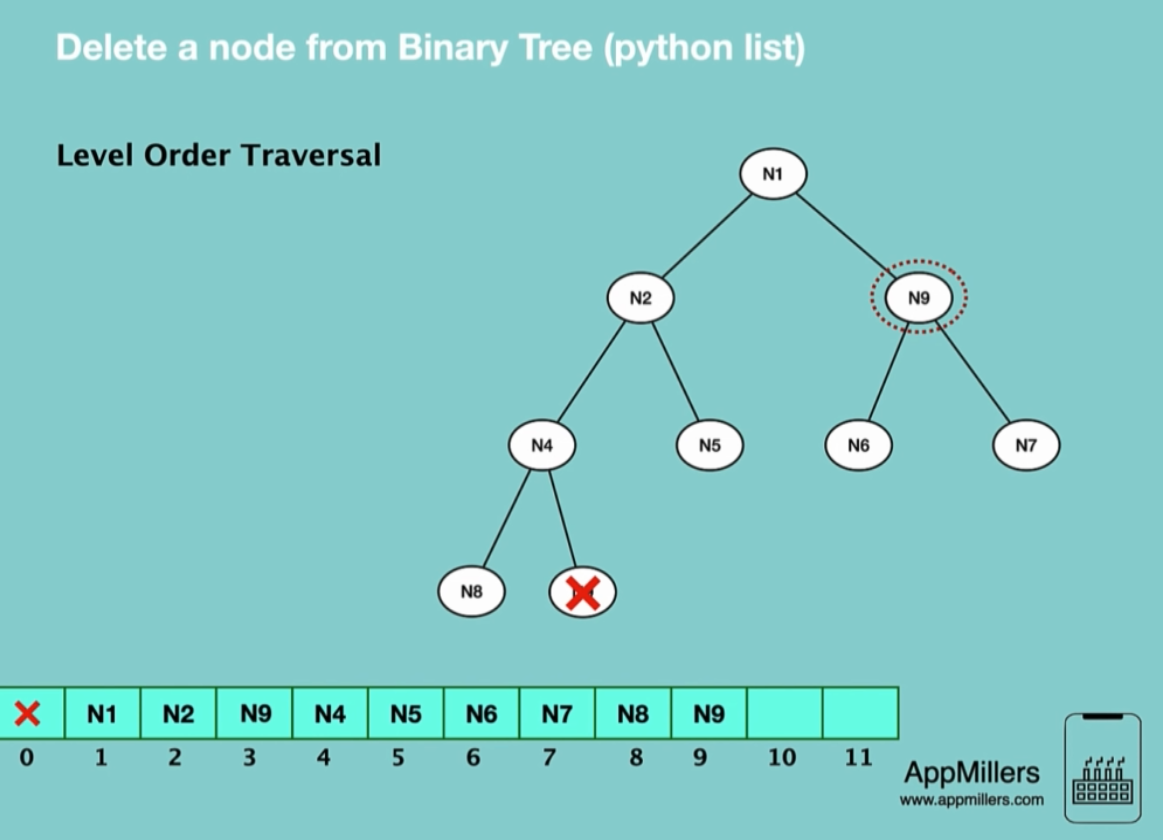 Delete a node from Binary Tree (python list)
Level Order Traversal
N1
N2
N9
N4
N5
N6
N7
N8
N1 N2 N9 N4 N5 N6 N7 N8 N9
0 1 2 3 4 5 6 7 8 9 10 11
AppMillers
www.appmillers.com